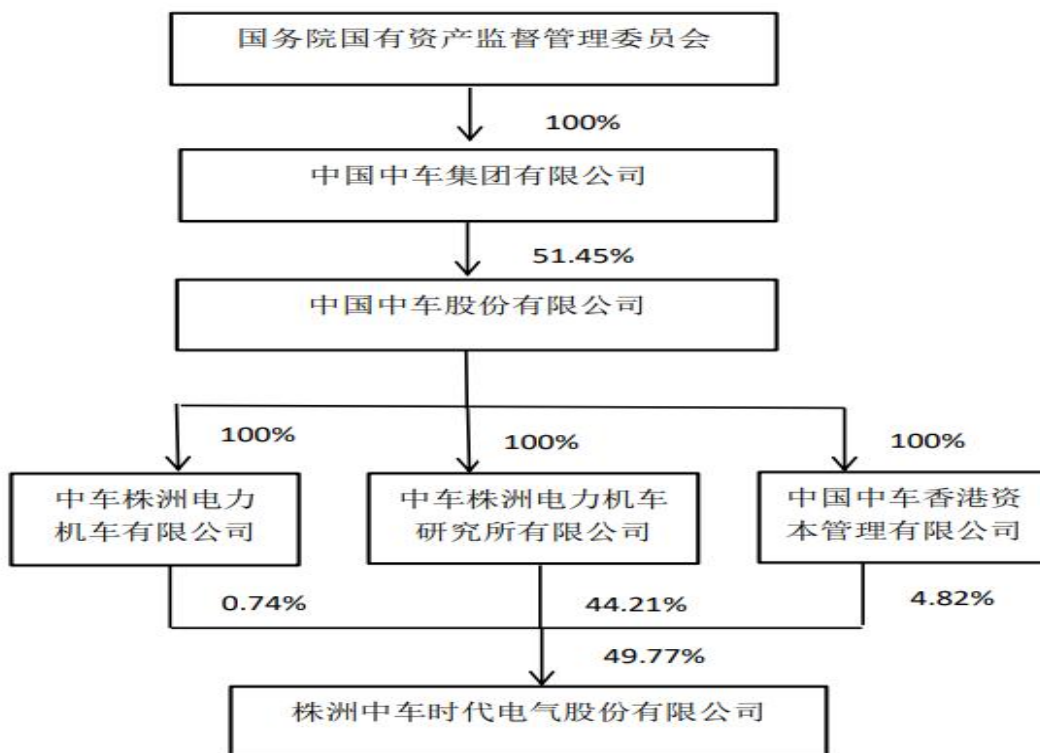 国务院国有资产监督管理委员会
100%
中国中车集团有限公司
51.45%
中国中车股份有限公司
100%
100%
100%
中车株洲电力
机车有限公司
中车株洲电力机车
研究所有限公司
中国中车香港资
本管理有限公司
0.74%
44.21%
4.82%
49.77%
株洲中车时代电气股份有限公司